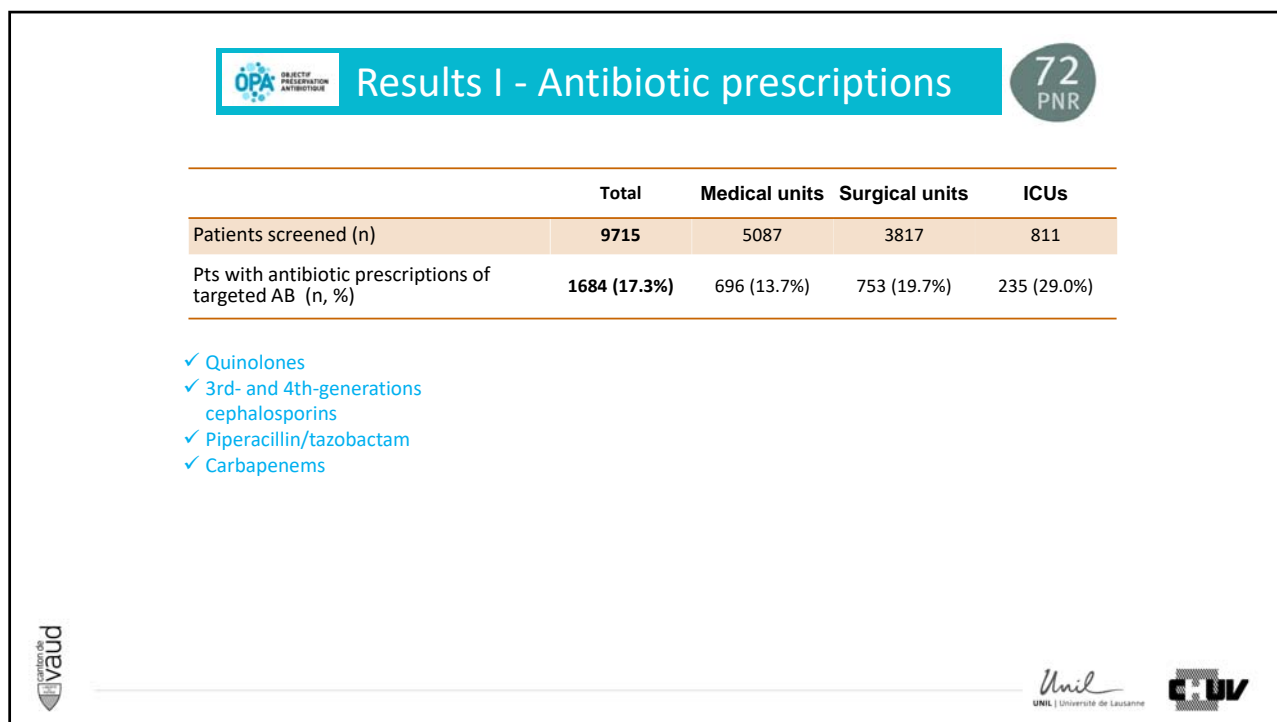 OPA OBJECTIF
PRÉSERVATION
ANTIBIOTIQUE
Results I - Antibiotic prescriptions
72
PNR
Total Medical units Surgical units ICUs
Patients screened (n) 9715 5087 3817 811
Pts with antibiotic prescriptions of
targeted AB (n, %) 1684 (17.3%) 696 (13.7%) 753 (19.7%) 235 (29.0%)
✓ Quinolones
✓ 3rd- and 4th-generations
cephalosporins
✓ Piperacillin/tazobactam
✓ Carbapenems
canton de
vaud
Unil
UNIL | Université de Lausanne
CHUV